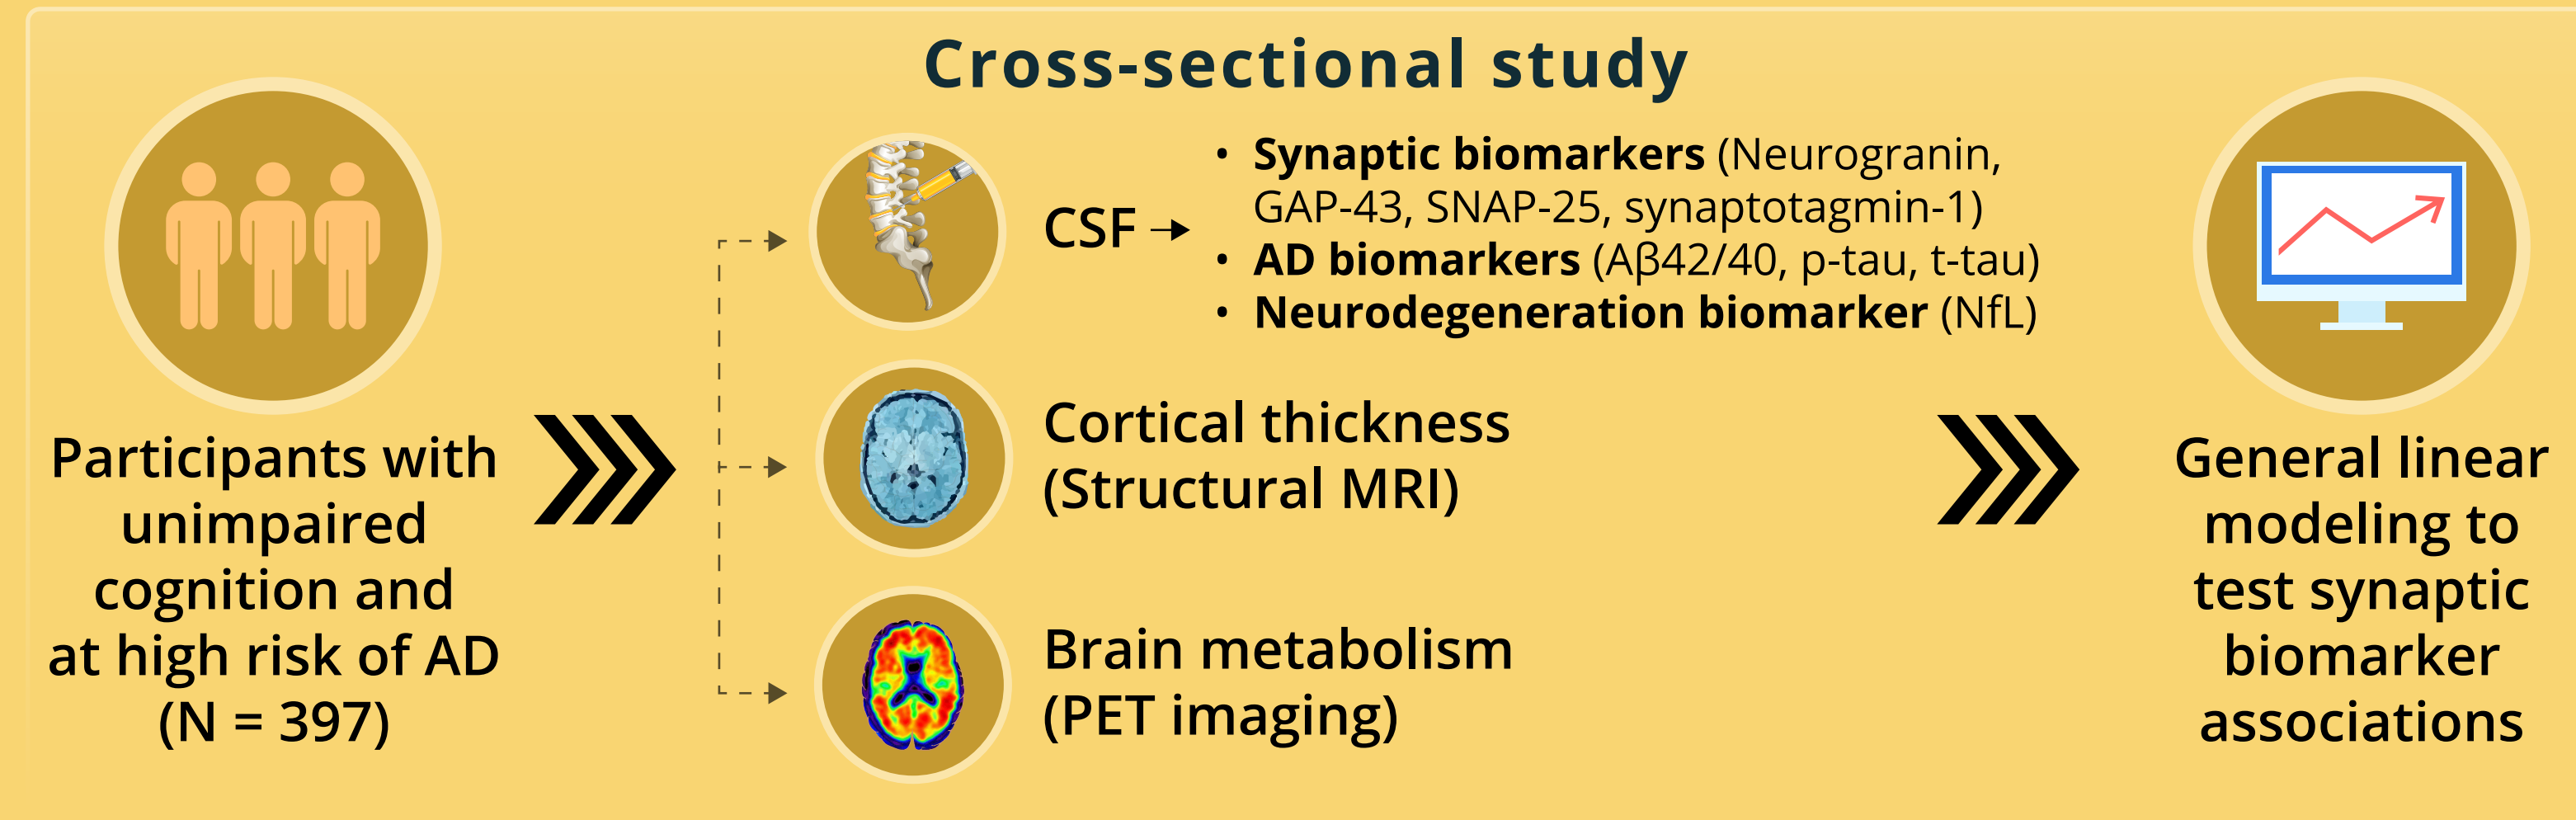 Cross-sectional study
Participants with
unimpaired
cognition and
at high risk of AD
(N = 397)
CSF
• Synaptic biomarkers (Neurogranin,
GAP-43, SNAP-25, synaptotagmin-1)
• AD biomarkers (Aβ42/40, p-tau, t-tau)
• Neurodegeneration biomarker (NfL)
Cortical thickness
(Structural MRI)
Brain metabolism
(PET imaging)
General linear
modeling to
test synaptic
biomarker
associations